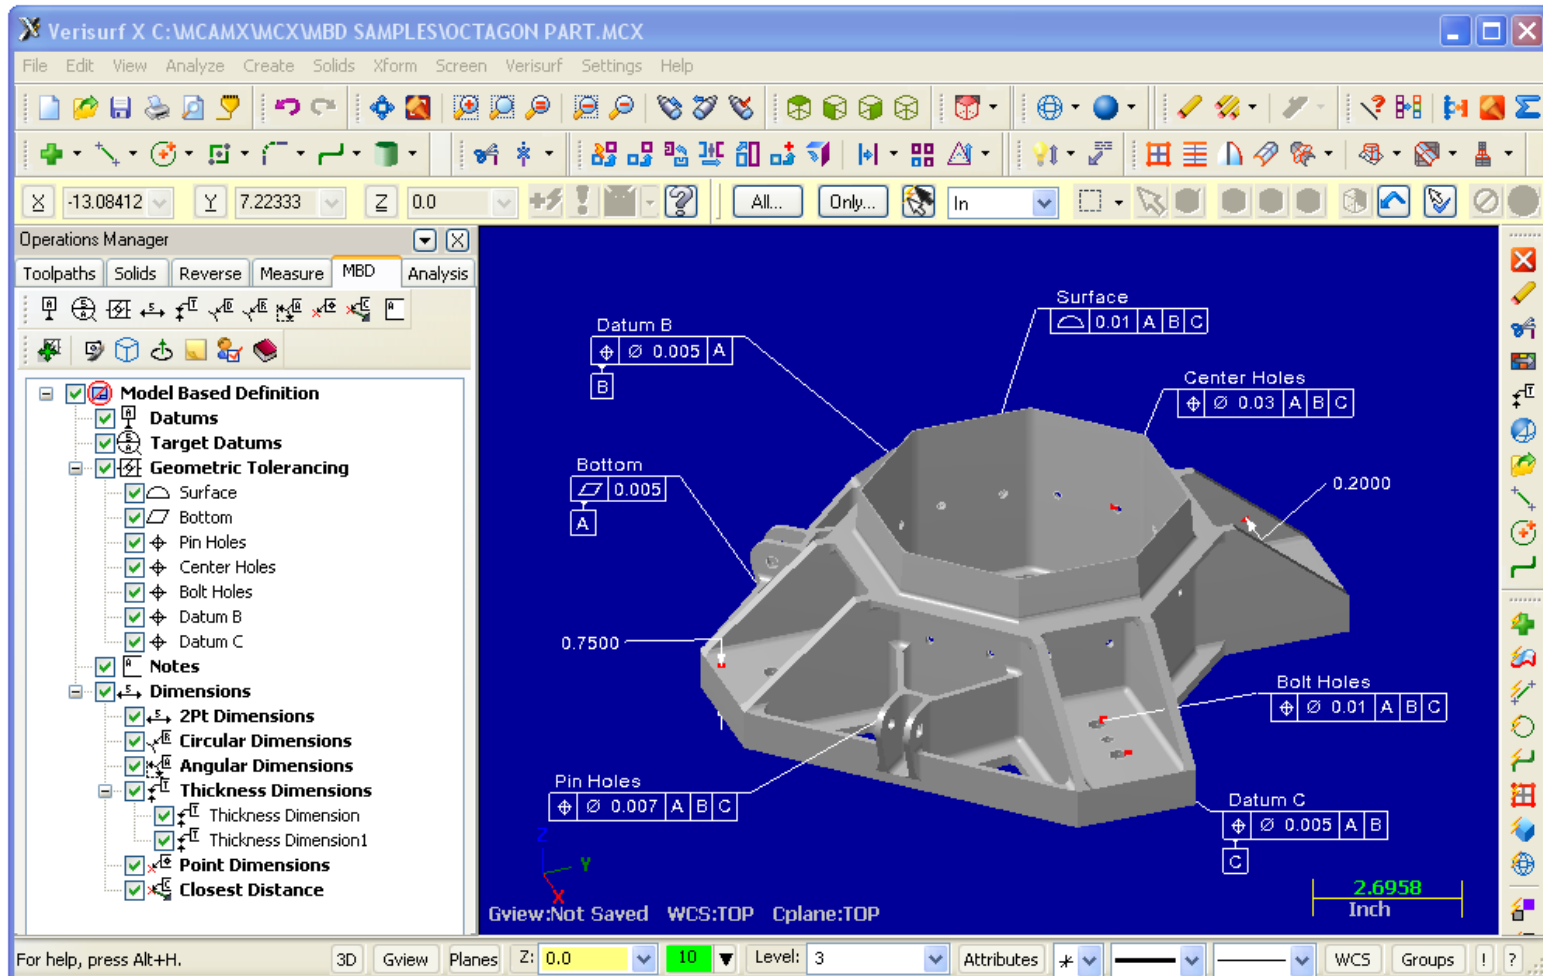 Verisurf X C:\MCAMX\MCX\MBD SAMPLES\OCTAGON PART.MCX
File Edit View Analyze Create Solids Xform Screen Verisurf Settings Help
X -13.08412 Y 7.22333 Z 0.0 All... Only... In
Operations Manager
Toolpaths Solids Reverse Measure MBD Analysis
Model Based Definition
Datums
Target Datums
Geometric Tolerancing
Surface
Bottom
Pin Holes
Center Holes
Bolt Holes
Datum B
Datum C
Notes
Dimensions
2Pt Dimensions
Circular Dimensions
Angular Dimensions
Thickness Dimensions
Thickness Dimension
Thickness Dimension1
Point Dimensions
Closest Distance
Surface
0.01 A B C
Datum B
⌖ Ø 0.005 A
B
Center Holes
⌖ Ø 0.03 A B C
Bottom
0.005
A
0.2000
0.7500
Bolt Holes
⌖ Ø 0.01 A B C
Pin Holes
⌖ Ø 0.007 A B C
Datum C
⌖ Ø 0.005 A B
C
Z
Y
X
2.6958
Inch
Gview:Not Saved WCS:TOP Cplane:TOP
For help, press Alt+H. 3D Gview Planes Z: 0.0 10 Level: 3 Attributes WCS Groups ! ?